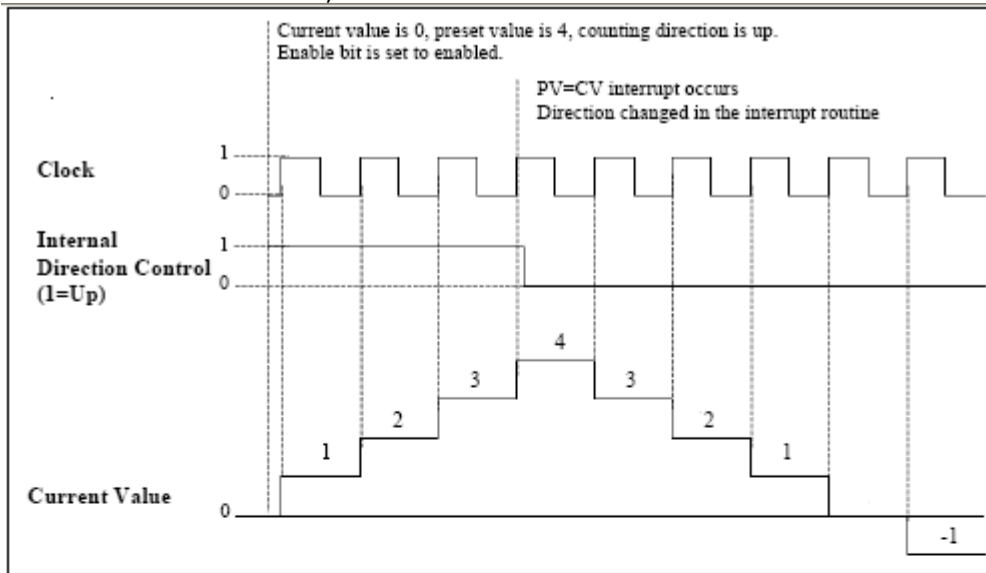 Current value is 0, preset value is 4, counting direction is up.
Enable bit is set to enabled.
PV=CV interrupt occurs
Direction changed in the interrupt routine
Clock
1
0
Internal
Direction Control
(1=Up)
1
0
4
3
3
2
2
1
1
Current Value
0
-1